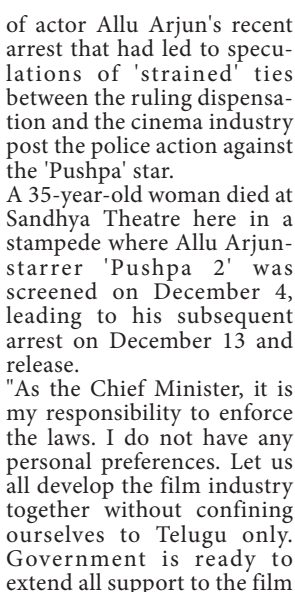 of actor Allu Arjun's recent
arrest that had led to specu-
lations of 'strained' ties
between the ruling dispensa-
tion and the cinema industry
post the police action against
the 'Pushpa' star.
A 35-year-old woman died at
Sandhya Theatre here in a
stampede where Allu Arjun-
starrer 'Pushpa 2' was
screened on December 4,
leading to his subsequent
arrest on December 13 and
release.
"As the Chief Minister, it is
my responsibility to enforce
the laws. I do not have any
personal preferences. Let us
all develop the film industry
together without confining
ourselves to Telugu only.
Government is ready to
extend all support to the film